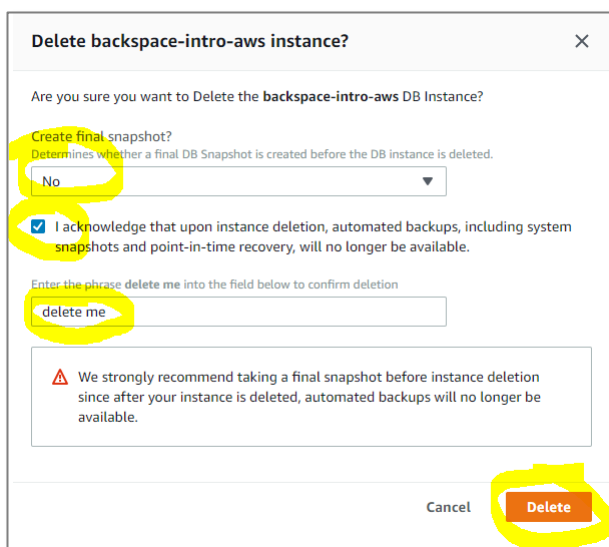 Delete backspace-intro-aws instance?
Are you sure you want to Delete the backspace-intro-aws DB Instance?
Create final snapshot?
Determines whether a final DB Snapshot is created before the DB instance is deleted.
No
I acknowledge that upon instance deletion, automated backups, including system
snapshots and point-in-time recovery, will no longer be available.
Enter the phrase delete me into the field below to confirm deletion
delete me
We strongly recommend taking a final snapshot before instance deletion
since after your instance is deleted, automated backups will no longer be
available.
Cancel Delete